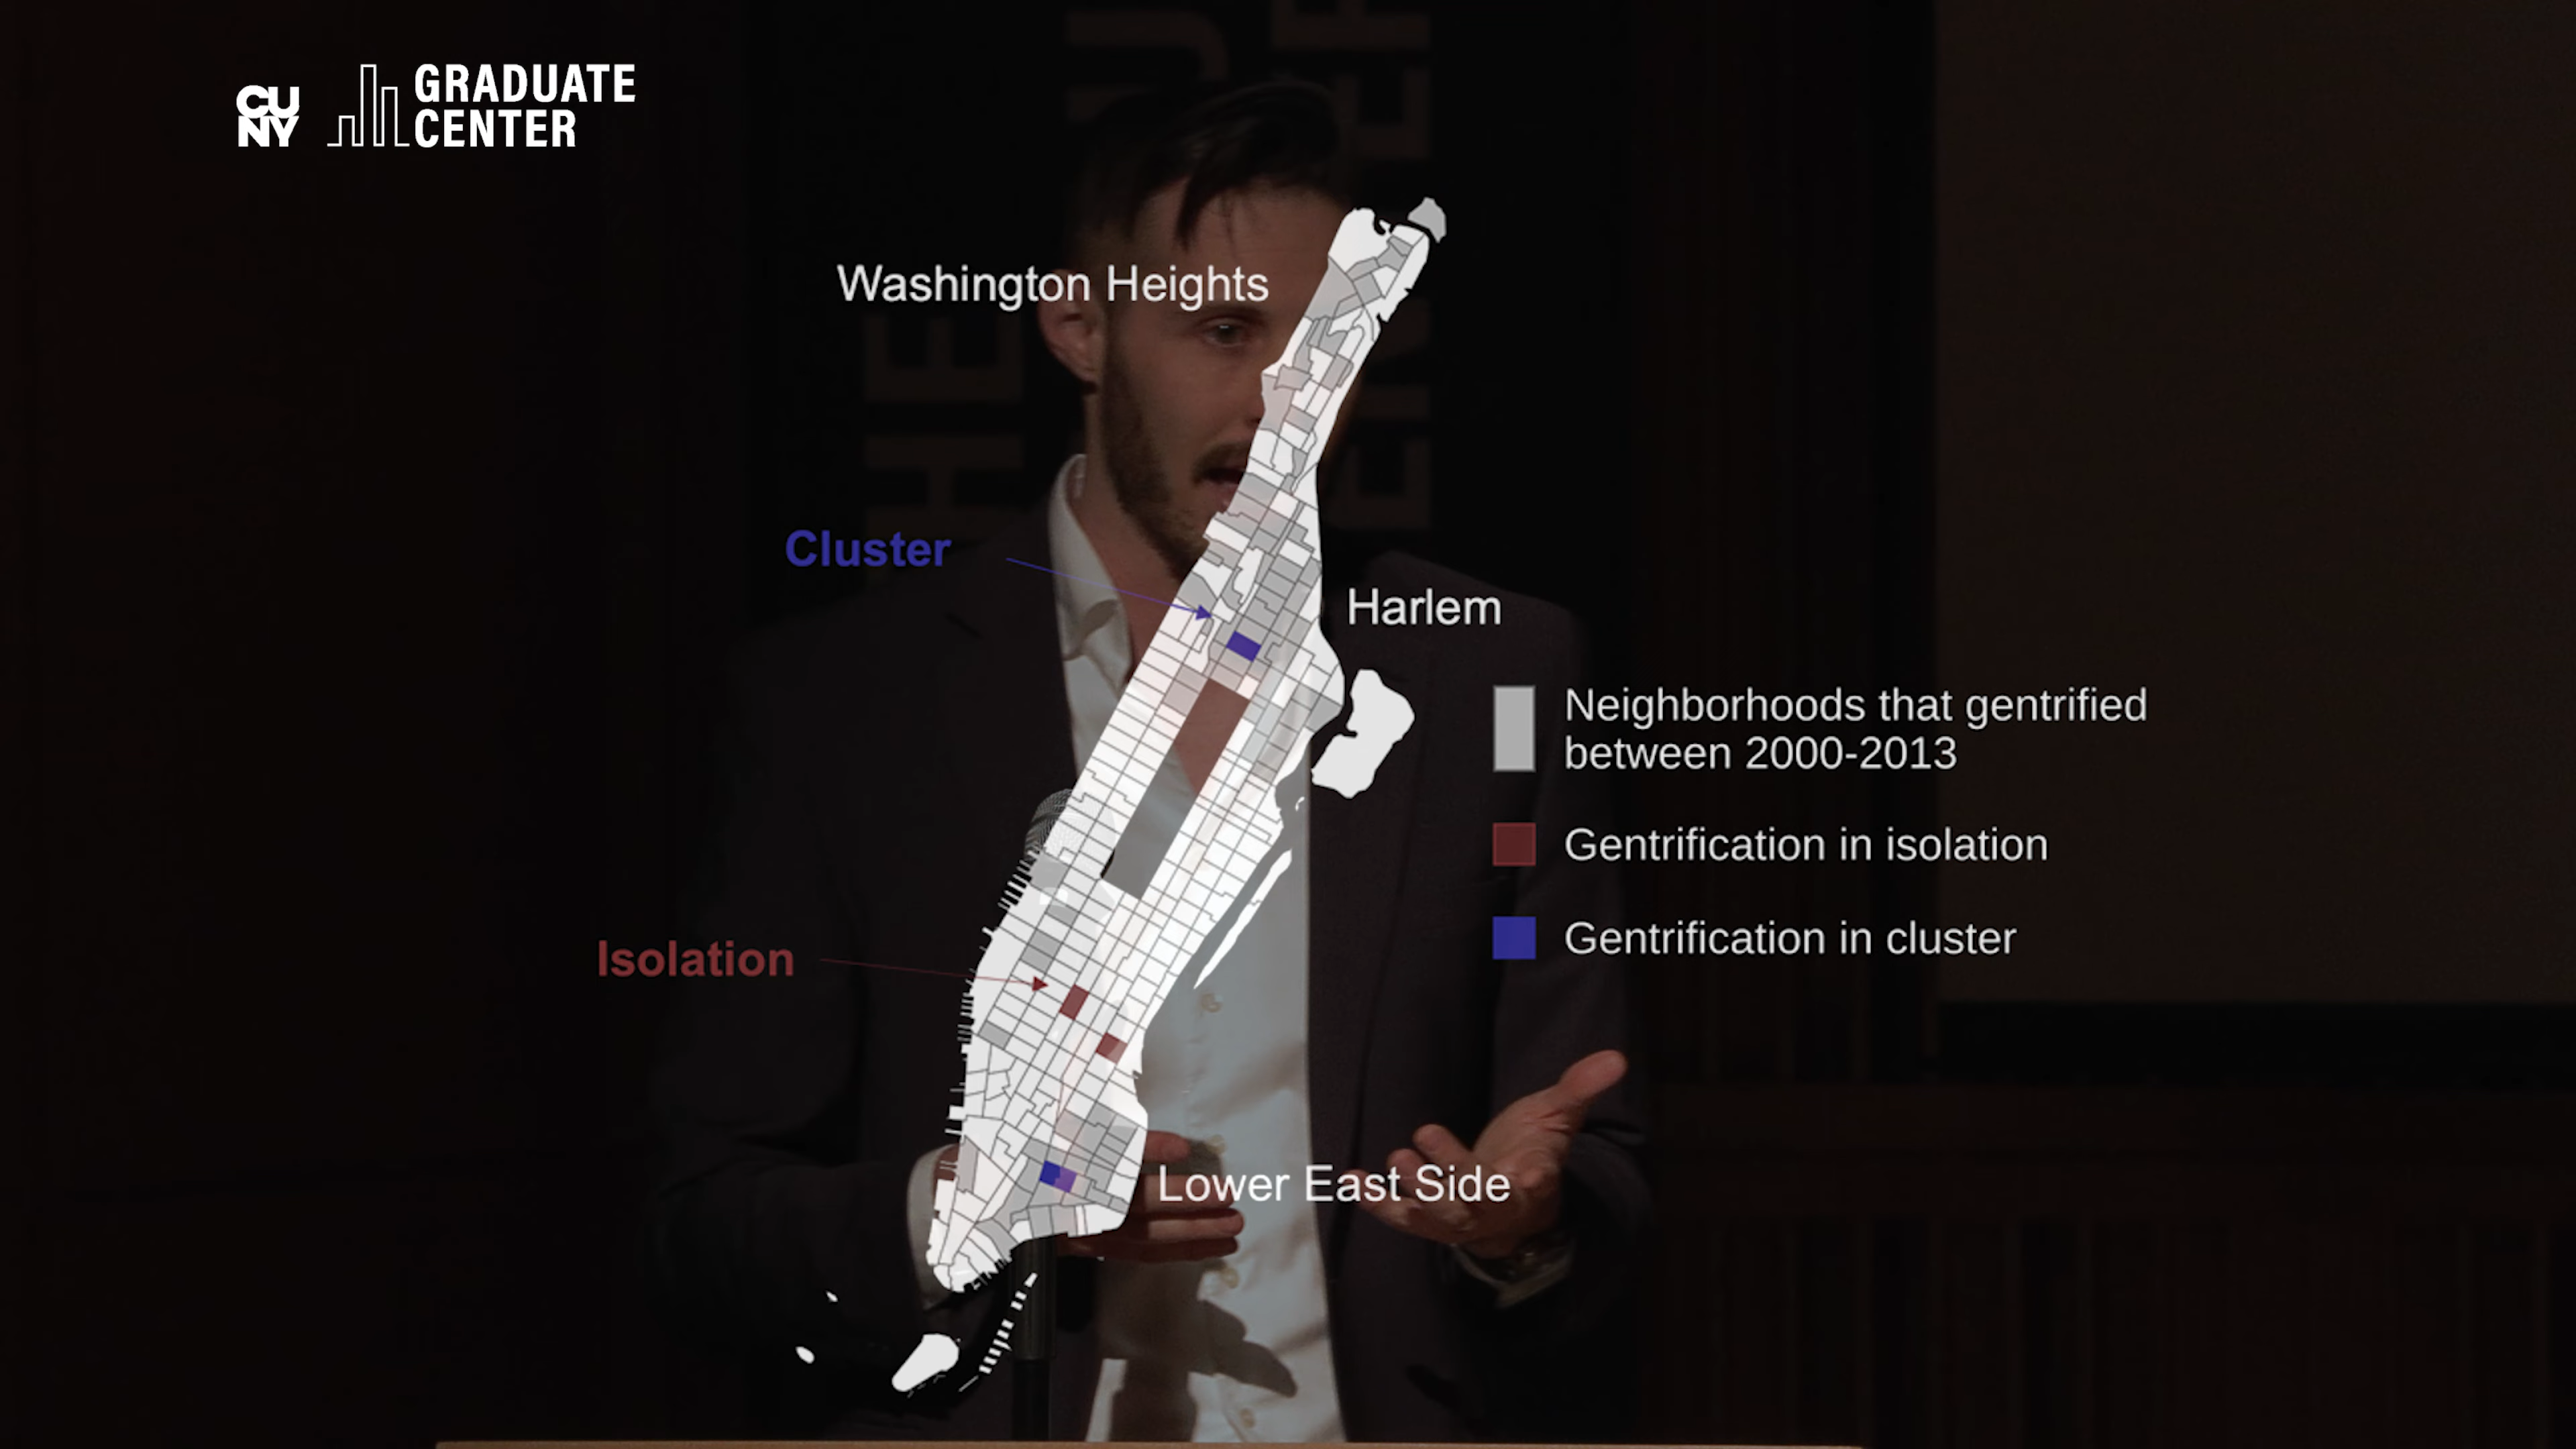 CU
NY
GRADUATE
CENTER
Washington Heights
Cluster
Harlem
Neighborhoods that gentrified
between 2000-2013
Gentrification in isolation
Gentrification in cluster
Isolation
Lower East Side